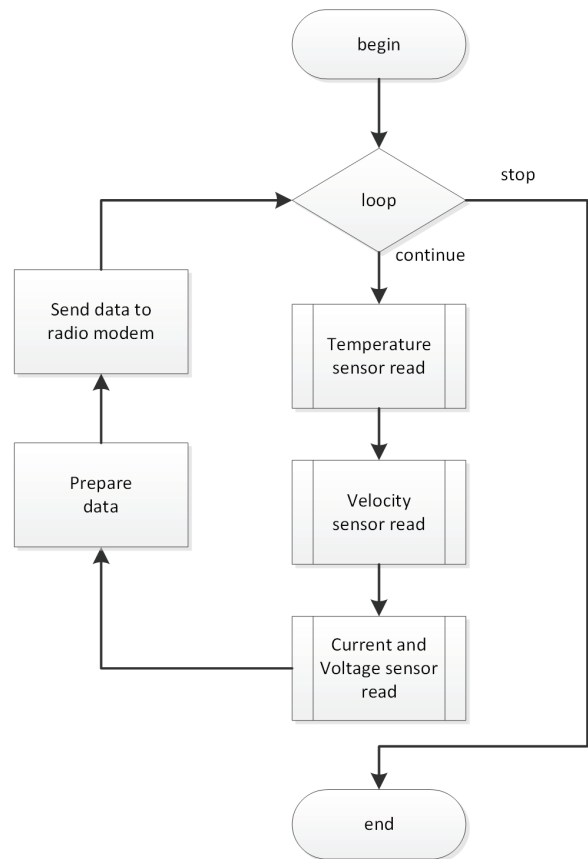 begin
loop
stop
continue
Temperature
sensor read
Velocity
sensor read
Current and
Voltage sensor
read
Prepare
data
Send data to
radio modem
end